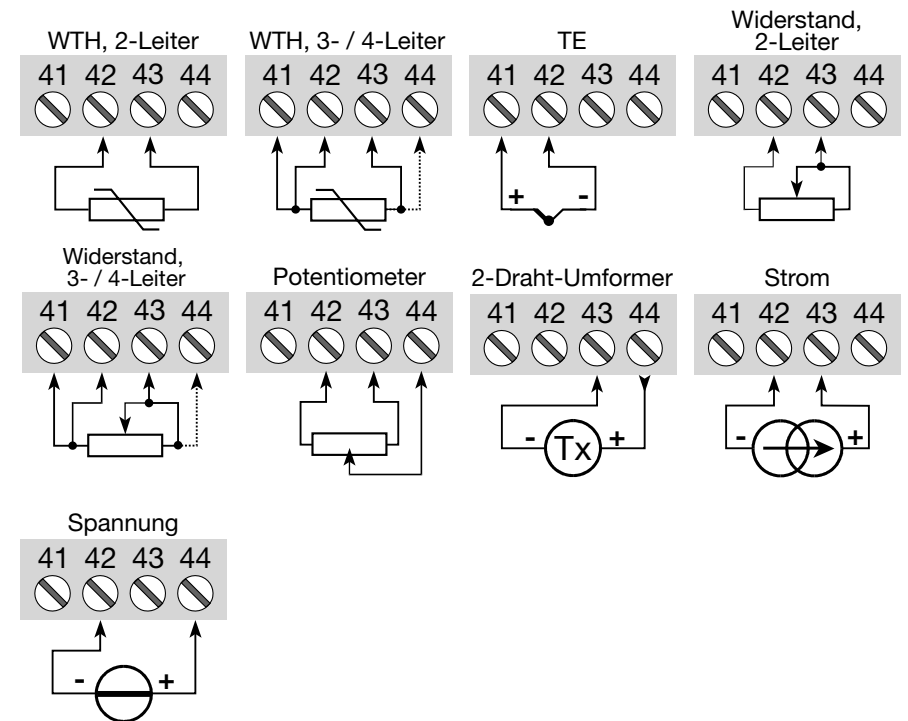 WTH, 2-Leiter
41 42 43 44
WTH, 3- / 4-Leiter
41 42 43 44
TE
41 42 43 44
+ -
Widerstand,
2-Leiter
41 42 43 44
Widerstand,
3- / 4-Leiter
41 42 43 44
Potentiometer
41 42 43 44
2-Draht-Umformer
41 42 43 44
- Tx +
Strom
41 42 43 44
- +
Spannung
41 42 43 44
- +